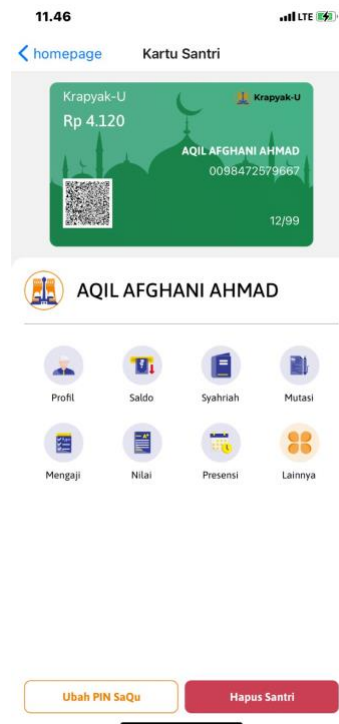 11.46
LTE
homepage
Kartu Santri
Krapyak-U
Krapyak-U
Rp 4.120
AQIL AFGHANI AHMAD
0098472579667
12/99
AQIL AFGHANI AHMAD
Profil
Saldo
Syahriah
Mutasi
Mengaji
Nilai
Presensi
Lainnya
Ubah PIN SaQu
Hapus Santri